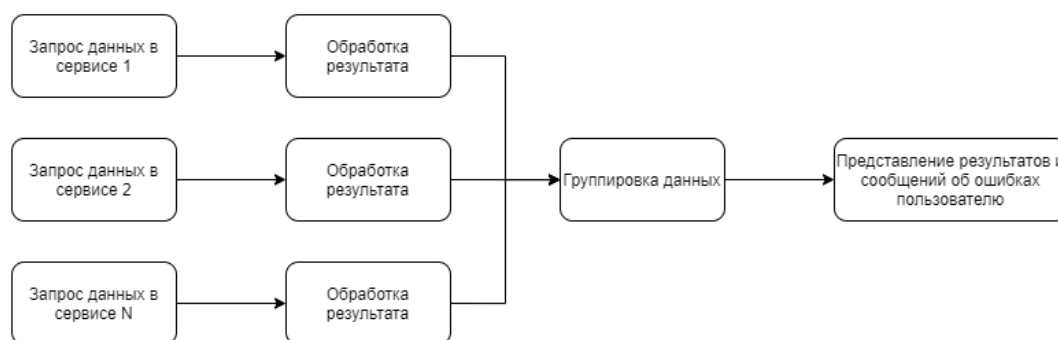 Запрос данных в
сервисе 1
Обработка
результата
Запрос данных в
сервисе 2
Обработка
результата
Группировка данных
Представление результатов и
сообщений об ошибках
пользователю
Запрос данных в
сервисе N
Обработка
результата